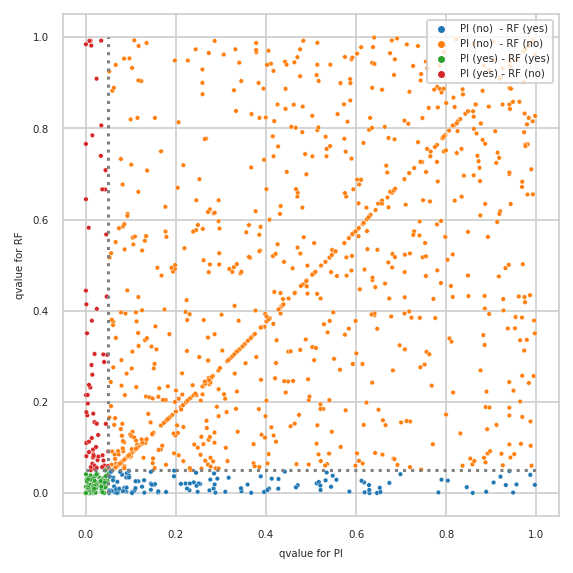 PI (no) - RF (yes)
PI (no) - RF (no)
PI (yes) - RF (yes)
PI (yes) - RF (no)
1.0
0.8
0.6
0.4
0.2
0.0
qvalue for RF
0.0 0.2 0.4 0.6 0.8 1.0
qvalue for PI